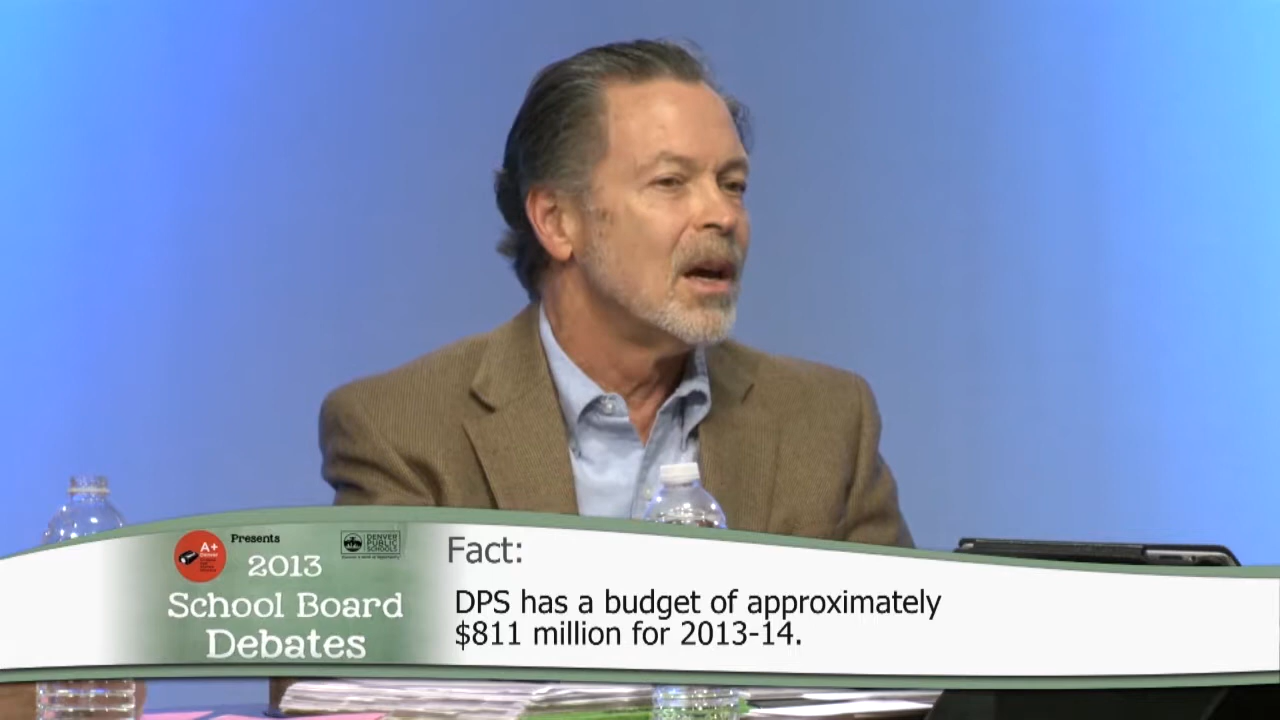 A+
Denver
Presents
DENVER
PUBLIC
SCHOOLS
2013
School Board
Debates
Fact:
DPS has a budget of approximately
$811 million for 2013-14.